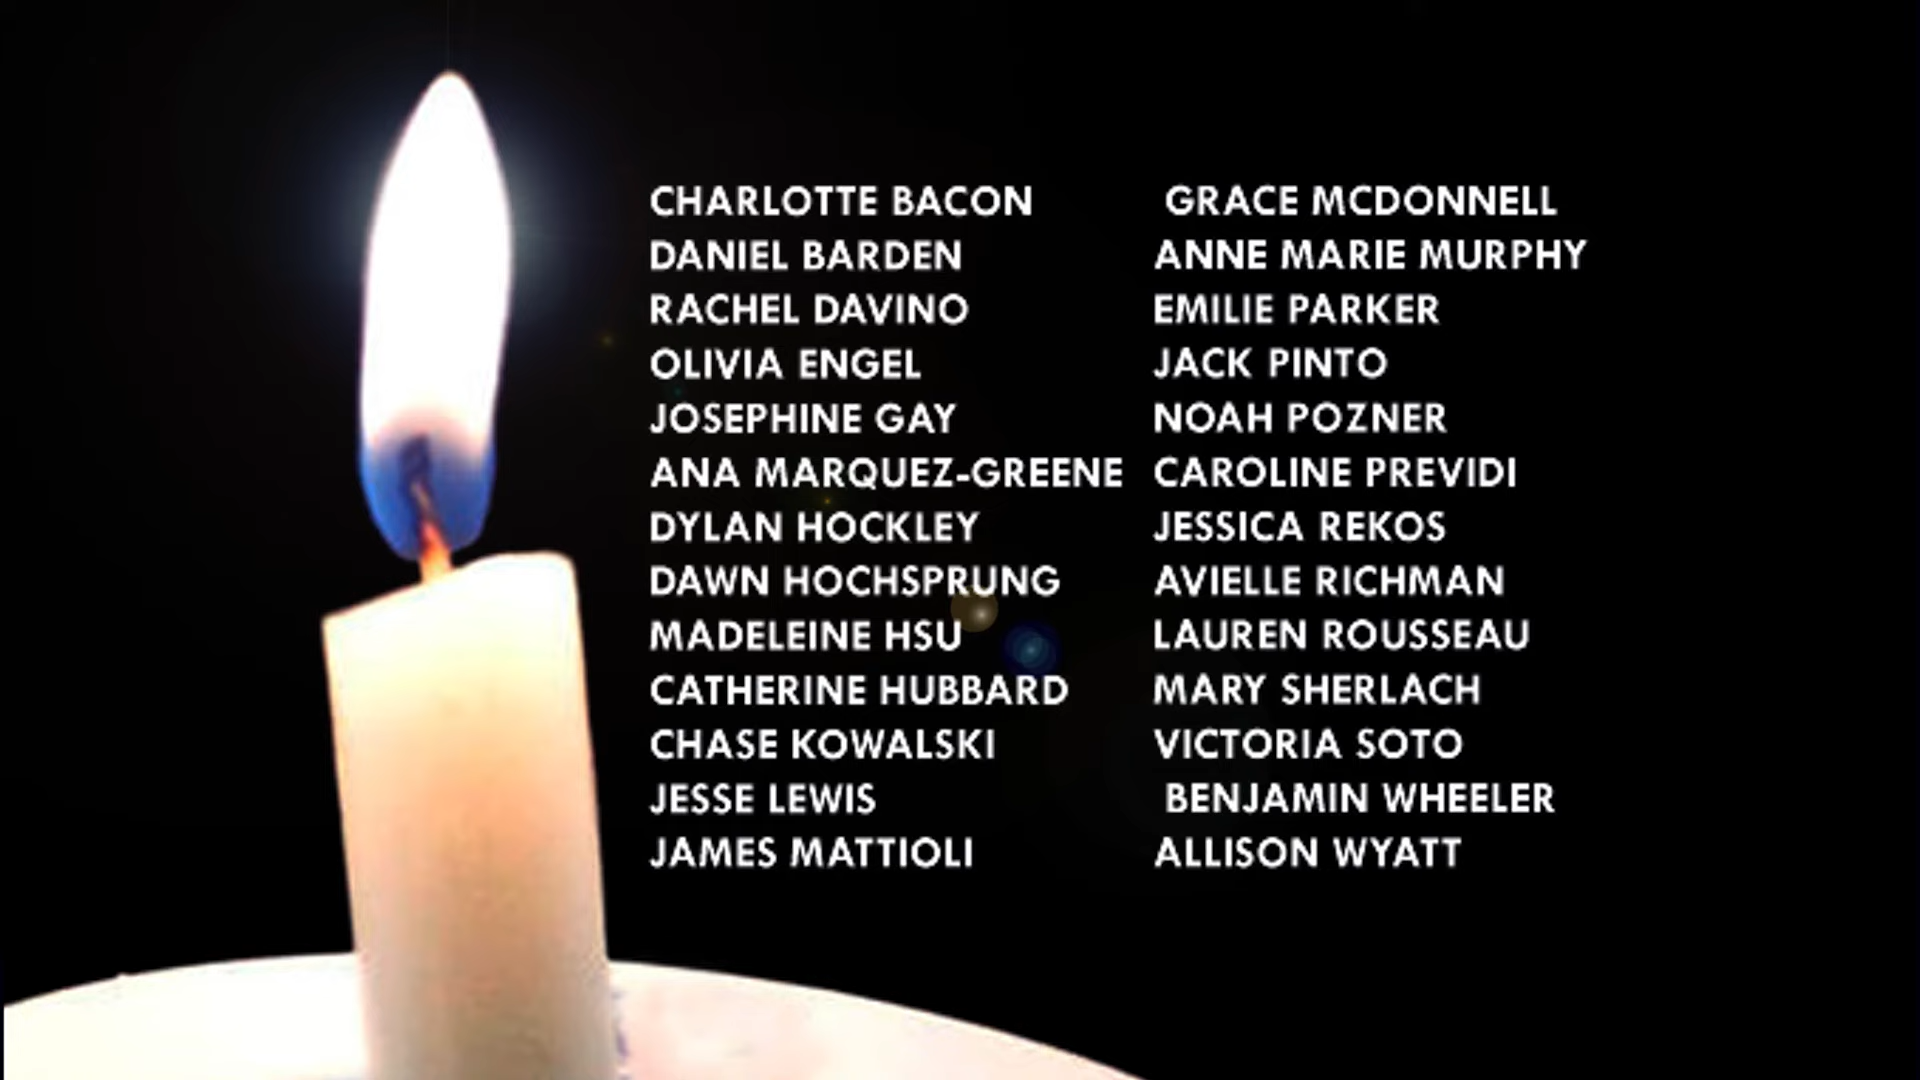 CHARLOTTE BACON
DANIEL BARDEN
RACHEL DAVINO
OLIVIA ENGEL
JOSEPHINE GAY
ANA MARQUEZ-GREENE
DYLAN HOCKLEY
DAWN HOCHSPRUNG
MADELEINE HSU
CATHERINE HUBBARD
CHASE KOWALSKI
JESSE LEWIS
JAMES MATTIOLI
GRACE MCDONNELL
ANNE MARIE MURPHY
EMILIE PARKER
JACK PINTO
NOAH POZNER
CAROLINE PREVIDI
JESSICA REKOS
AVIELLE RICHMAN
LAUREN ROUSSEAU
MARY SHERLACH
VICTORIA SOTO
BENJAMIN WHEELER
ALLISON WYATT